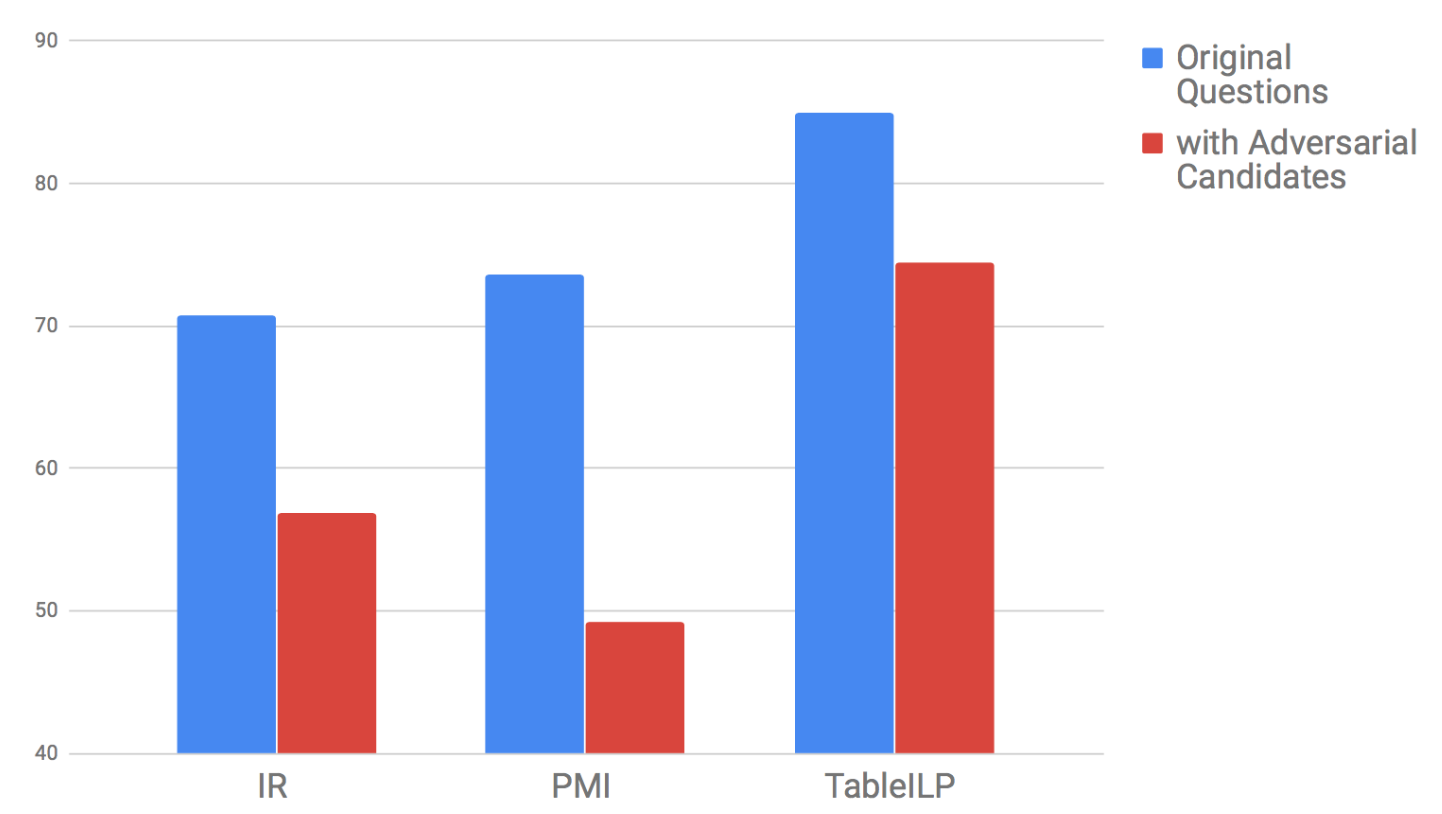 90
80
70
60
50
40
IR
PMI
TableILP
Original
Questions
with Adversarial
Candidates